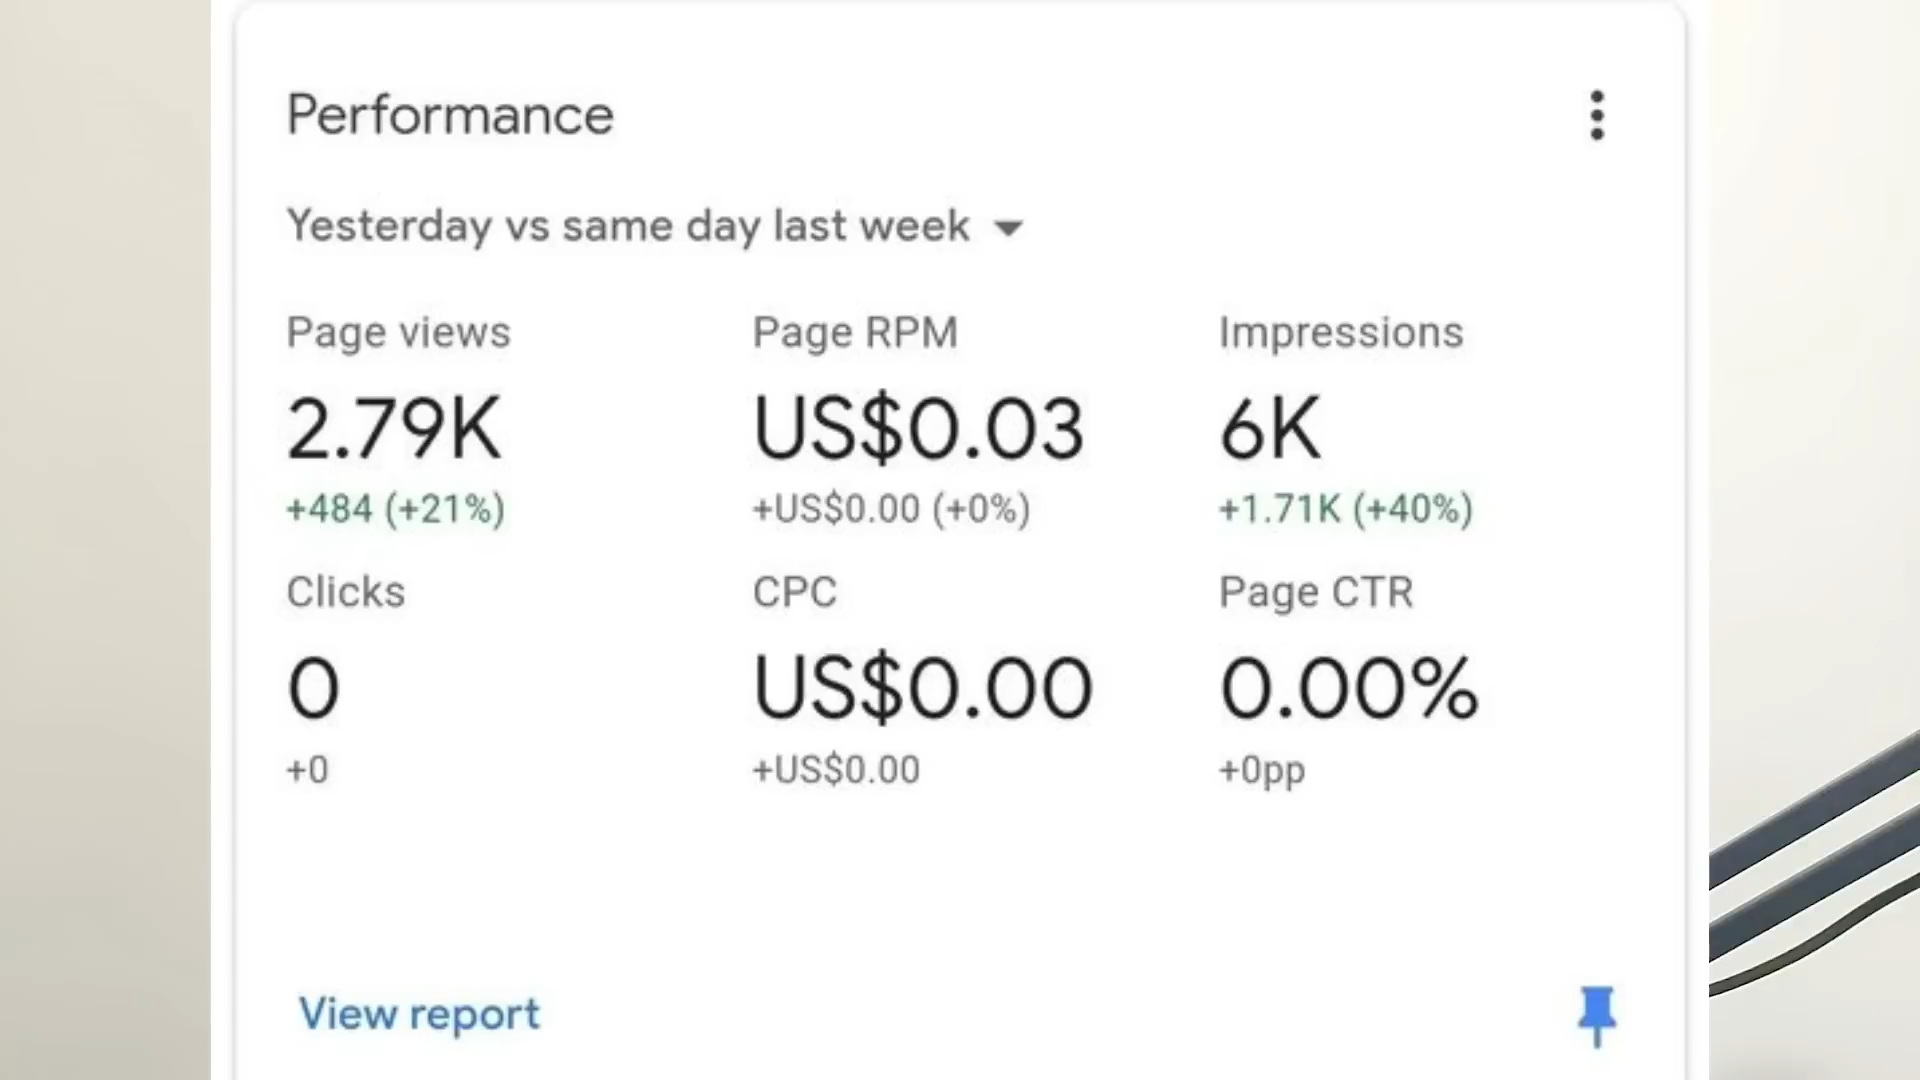 Performance
Yesterday vs same day last week
Page views
Page RPM
Impressions
2.79K
US$0.03
6K
+484 (+21%)
+US$0.00 (+0%)
+1.71K (+40%)
Clicks
CPC
Page CTR
0
US$0.00
0.00%
+0
+US$0.00
+0pp
View report